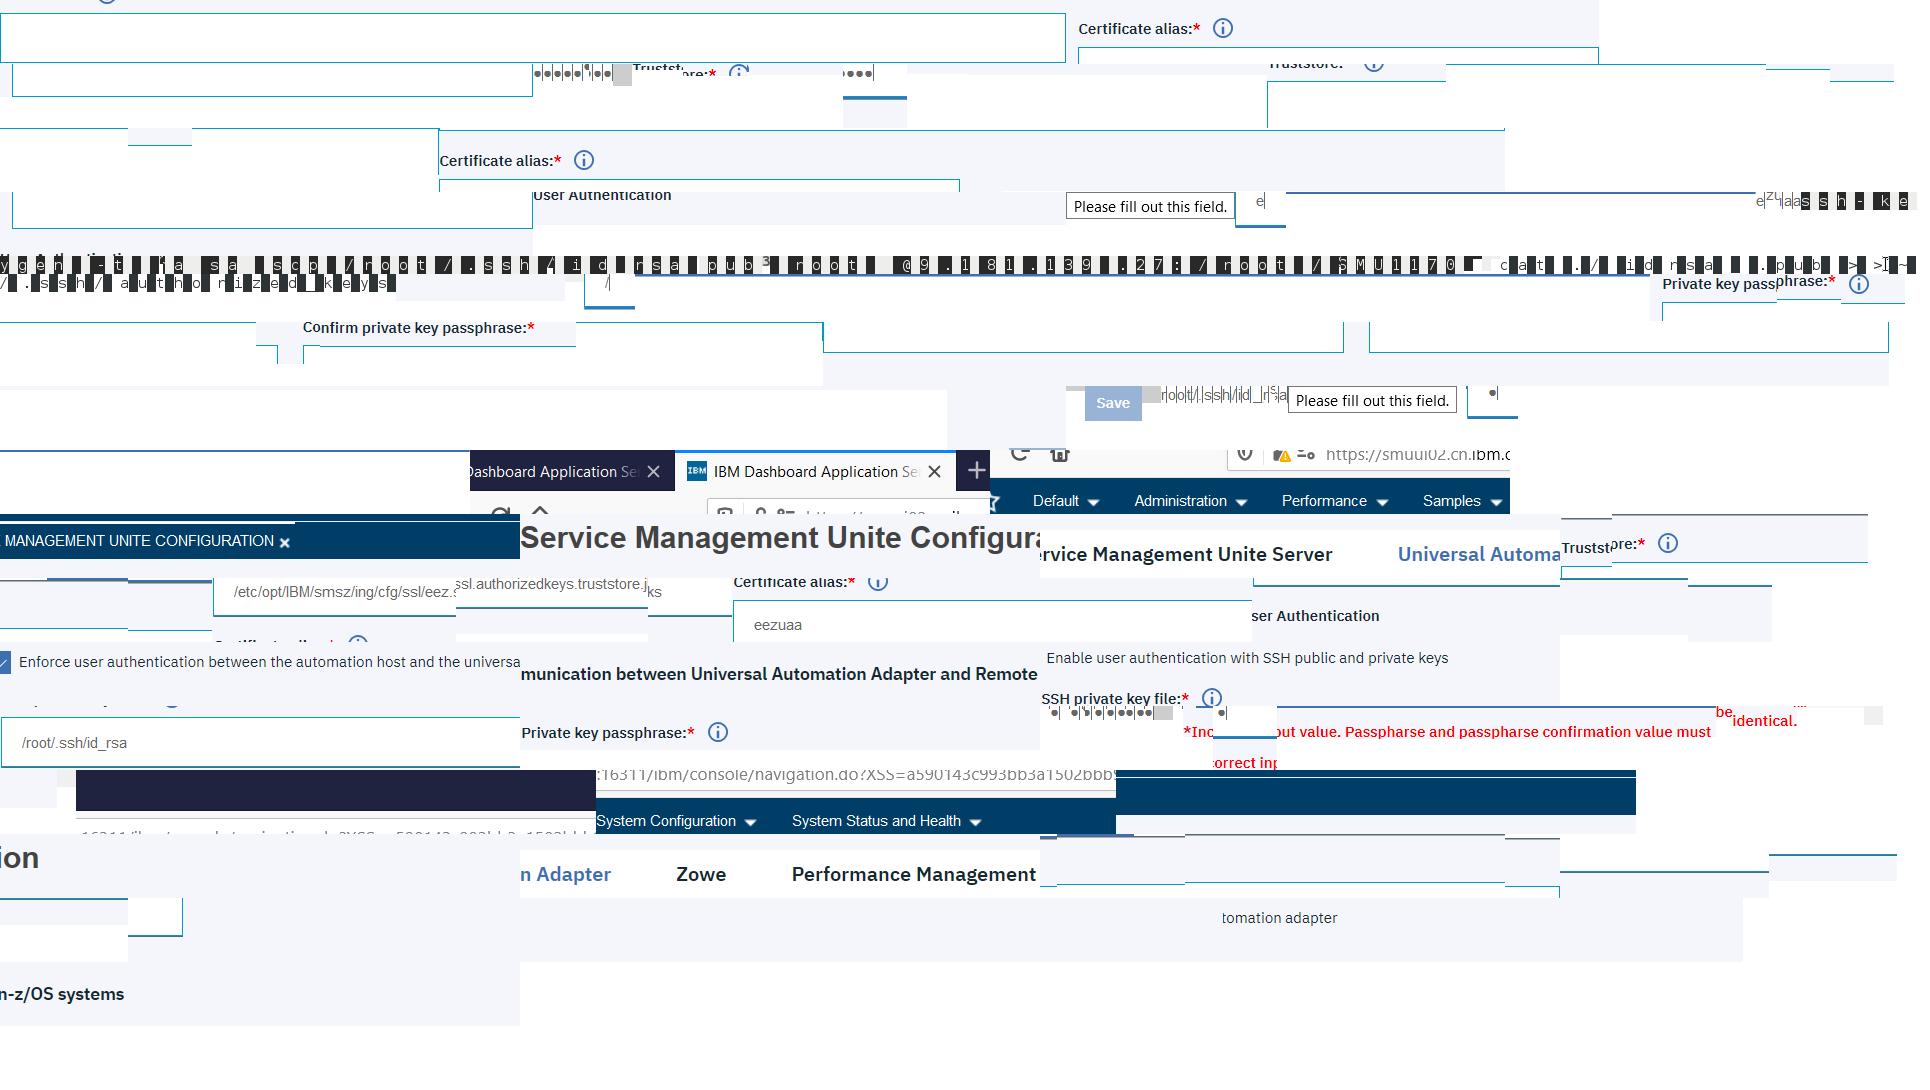 Certificate alias:*
Truststore:*
Truststore:
Certificate alias:*
User Authentication
Please fill out this field.
e
ssh-ke
ygen -t rsa scp /root/.ssh/id_rsa.pub root @9.181.139.27:/root/SMU1170 cat ./id_rsa.pub >> ~
/.ssh/authorized_keys
/
Private key passphrase:*
Confirm private key passphrase:*
Save
root/.ssh/id_rsa
Please fill out this field.
Dashboard Application Se
IBM Dashboard Application Se
https://smuui02.cn.ibm.c
Default
Administration
Performance
Samples
MANAGEMENT UNITE CONFIGURATION
Service Management Unite Configura
rvice Management Unite Server
Universal Automa
Truststore:*
/etc/opt/IBM/smsz/ing/cfg/ssl/eez.ssl.authorizedkeys.truststore.jks
Certificate alias:*
eezuaa
ser Authentication
Enforce user authentication between the automation host and the universa
munication between Universal Automation Adapter and Remote
Enable user authentication with SSH public and private keys
SSH private key file:*
/root/.ssh/id_rsa
Private key passphrase:*
*Inc
out value. Passpharse and passpharse confirmation value must
be
identical.
orrect inp
:16311/ibm/console/navigation.do?XSS=a590143c993bb3a1502bbb9
System Configuration
System Status and Health
ion
n Adapter
Zowe
Performance Management
tomation adapter
n-z/OS systems